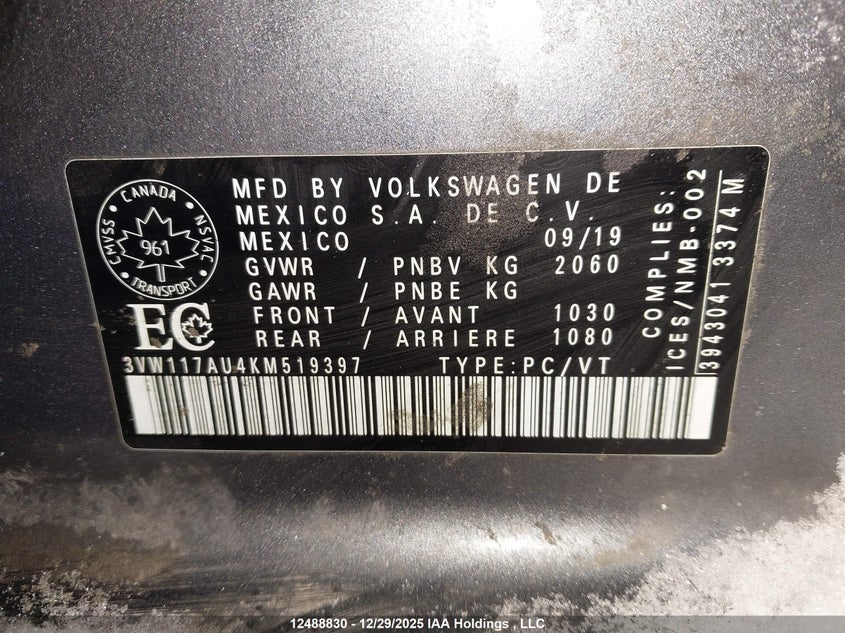 CANADA
CMVSS
NSVAC
961
TRANSPORT
EC
MFD BY VOLKSWAGEN DE
MEXICO S.A. DE C.V.
MEXICO 09/19
GVWR / PNBV KG 2060
GAWR / PNBE KG
FRONT / AVANT 1030
REAR / ARRIERE 1080
3VW117AU4KM519397 TYPE:PC/VT
COMPLIES:
ICES/NMB-002
3943041 3374 M
12488830 - 12/29/2025 IAA Holdings , LLC